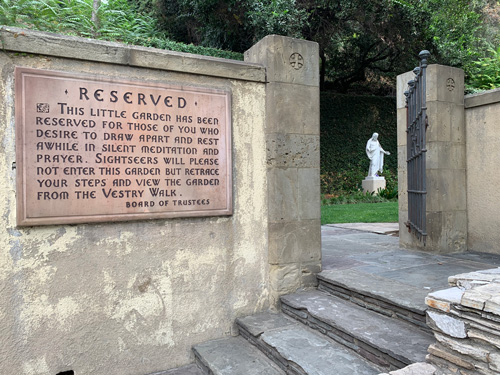 · RESERVED ·
THIS LITTLE GARDEN HAS BEEN
RESERVED FOR THOSE OF YOU WHO
DESIRE TO DRAW APART AND REST
AWHILE IN SILENT MEDITATION AND
PRAYER. SIGHTSEERS WILL PLEASE
NOT ENTER THIS GARDEN BUT RETRACE
YOUR STEPS AND VIEW THE GARDEN
FROM THE VESTRY WALK.
BOARD OF TRUSTEES